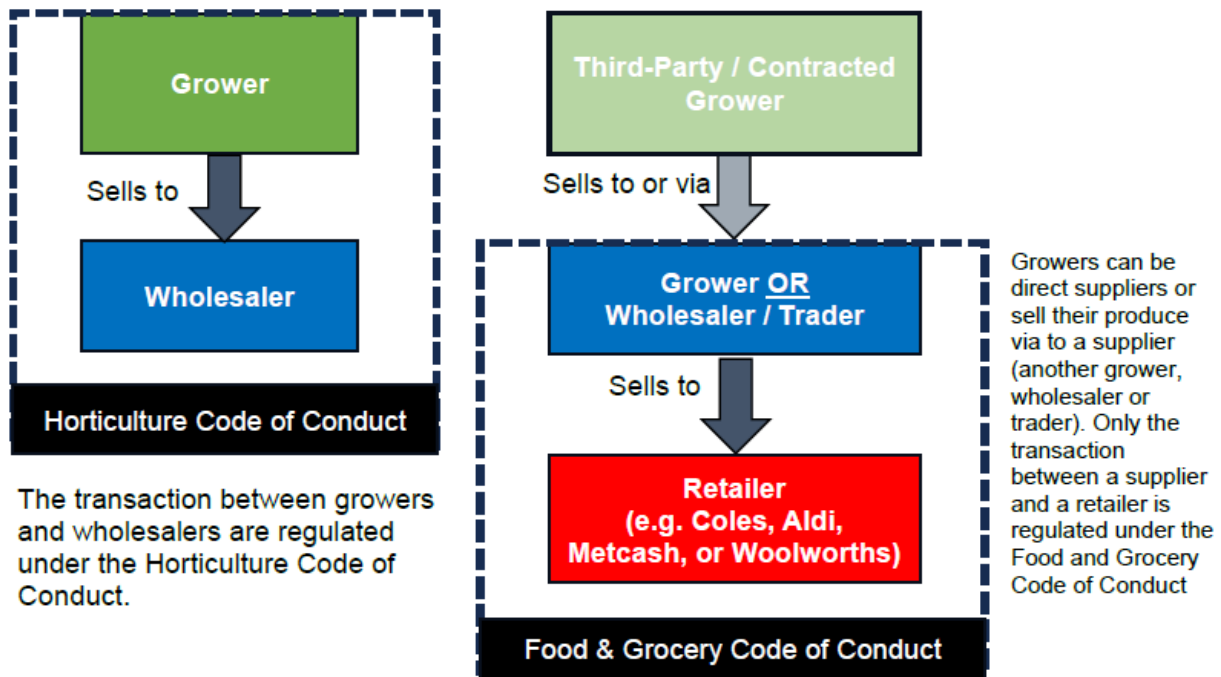 Grower
Sells to
Wholesaler
Horticulture Code of Conduct
The transaction between growers
and wholesalers are regulated
under the Horticulture Code of
Conduct.
Third-Party / Contracted
Grower
Sells to or via
Grower OR
Wholesaler / Trader
Sells to
Retailer
(e.g. Coles, Aldi,
Metcash, or Woolworths)
Food & Grocery Code of Conduct
Growers can be
direct suppliers or
sell their produce
via to a supplier
(another grower,
wholesaler or
trader). Only the
transaction
between a supplier
and a retailer is
regulated under the
Food and Grocery
Code of Conduct